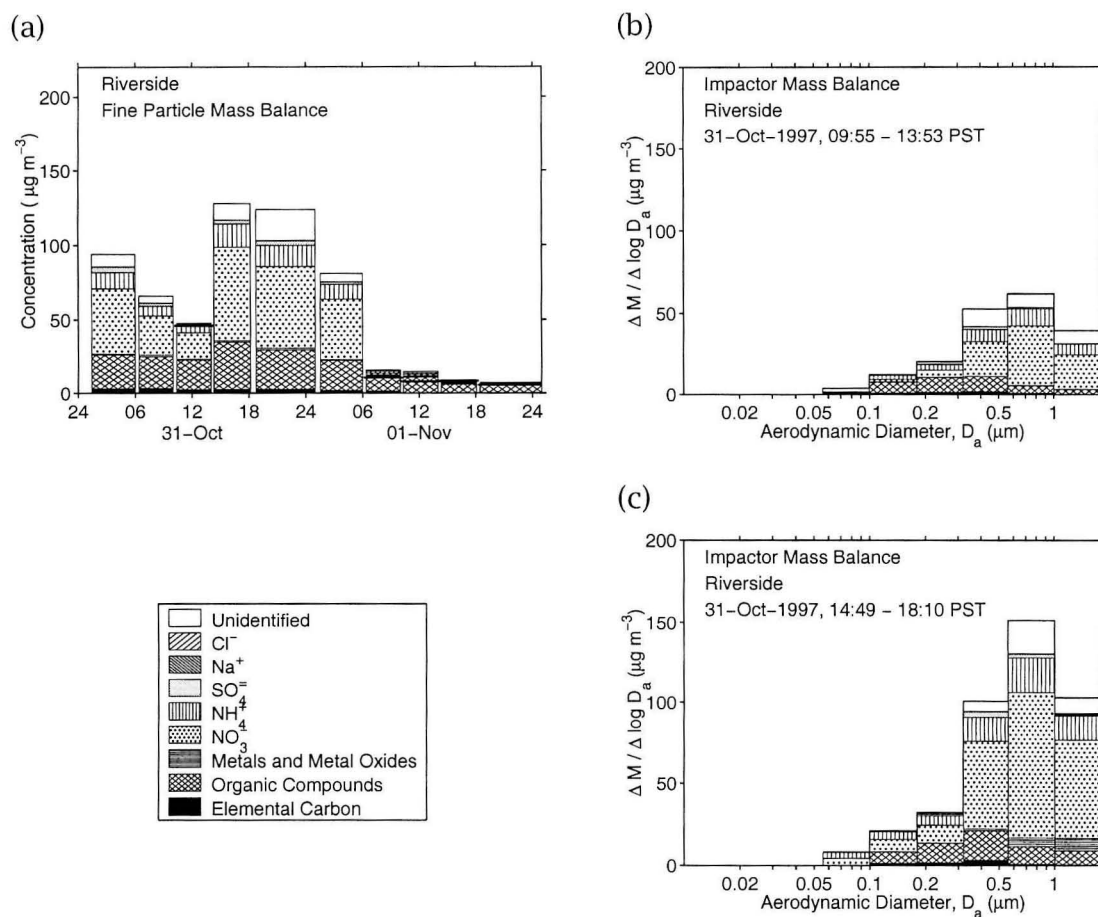 (a)
Riverside
Fine Particle Mass Balance
Concentration ( μg m⁻³)
200
150
100
50
0
24 06 12 18 24 06 12 18 24
31−Oct 01−Nov
(b)
Impactor Mass Balance
Riverside
31−Oct−1997, 09:55 − 13:53 PST
Δ M / Δ log Dₐ (μg m⁻³)
200
150
100
50
0
0.02 0.05 0.1 0.2 0.5 1
Aerodynamic Diameter, Dₐ (μm)
(c)
Impactor Mass Balance
Riverside
31−Oct−1997, 14:49 − 18:10 PST
Δ M / Δ log Dₐ (μg m⁻³)
200
150
100
50
0
0.02 0.05 0.1 0.2 0.5 1
Aerodynamic Diameter, Dₐ (μm)
Unidentified
Cl⁻
Na⁺
SO₄⁼
NH₄⁺
NO₃⁻
Metals and Metal Oxides
Organic Compounds
Elemental Carbon